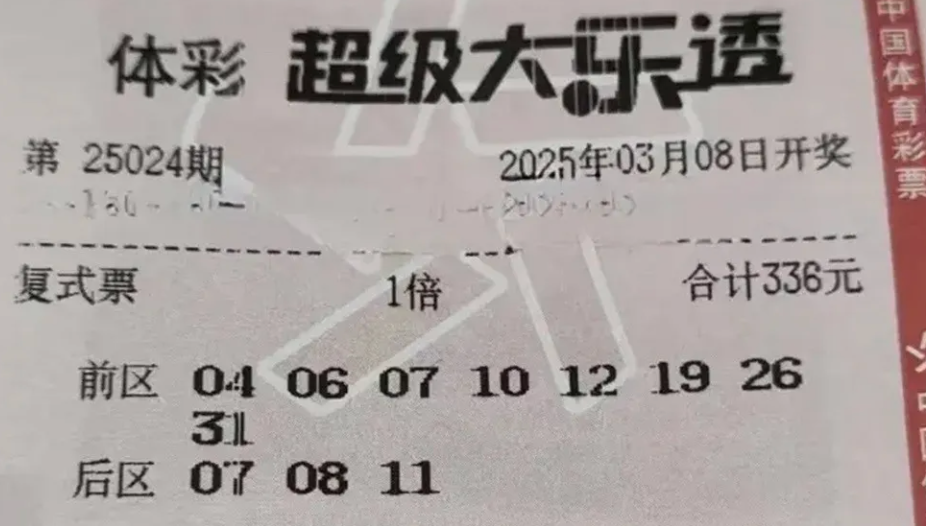 体彩 超级大乐透
第 25024期 2025年03月08日开奖
复式票 1倍 合计336元
前区 04 06 07 10 12 19 26
31
后区 07 08 11
中国体育彩票